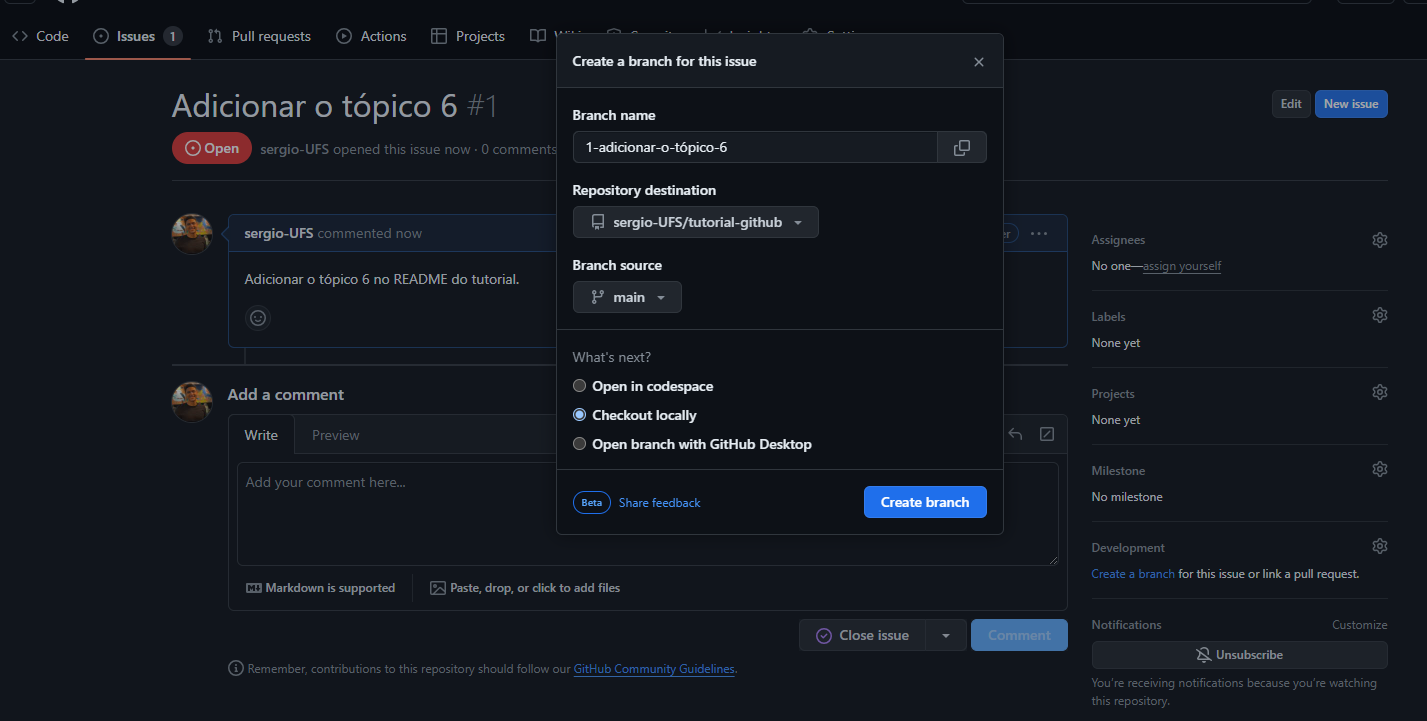 Code Issues 1 Pull requests Actions Projects
Create a branch for this issue
Adicionar o tópico 6 #1
Edit New issue
Open sergio-UFS opened this issue now · 0 comments
Branch name
1-adicionar-o-tópico-6
Repository destination
sergio-UFS/tutorial-github
Branch source
main
What's next?
Open in codespace
Checkout locally
Open branch with GitHub Desktop
Beta Share feedback Create branch
sergio-UFS commented now
Adicionar o tópico 6 no README do tutorial.
Add a comment
Write Preview
Add your comment here...
Markdown is supported Paste, drop, or click to add files
Close issue Comment
Remember, contributions to this repository should follow our GitHub Community Guidelines.
Assignees
No one—assign yourself
Labels
None yet
Projects
None yet
Milestone
No milestone
Development
Create a branch for this issue or link a pull request.
Notifications Customize
Unsubscribe
You're receiving notifications because you're watching
this repository.